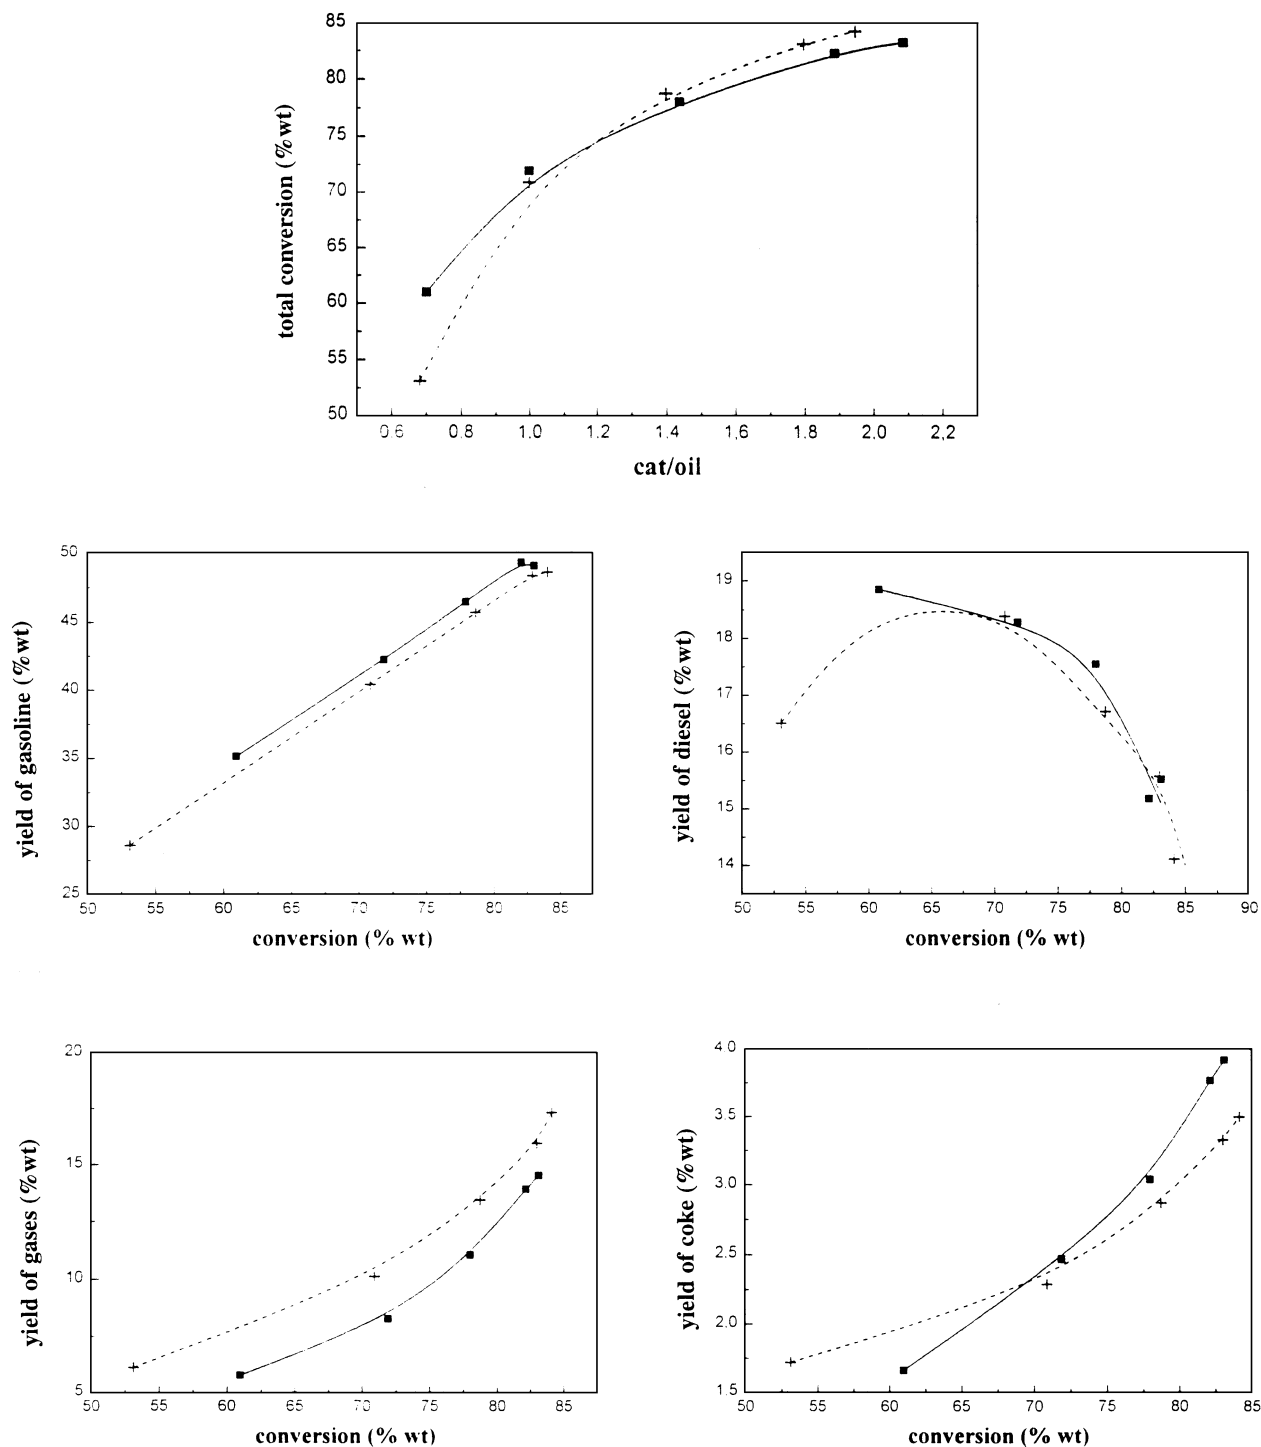 85
80
75
70
65
60
55
50
total conversion (%wt)
0.6 0.8 1.0 1.2 1.4 1,6 1.8 2.0 2,2
cat/oil
50
45
40
35
30
25
yield of gasoline (%wt)
50 55 60 65 70 75 80 85
conversion (% wt)
19
18
17
16
15
14
yield of diesel (%wt)
50 55 60 65 70 75 80 85 90
conversion (% wt)
20
15
10
5
yield of gases (%wt)
50 55 60 65 70 75 80 85
conversion (% wt)
4.0
3.5
3.0
2.5
2.0
1.5
yield of coke (%wt)
50 55 60 65 70 75 80 85
conversion (% wt)